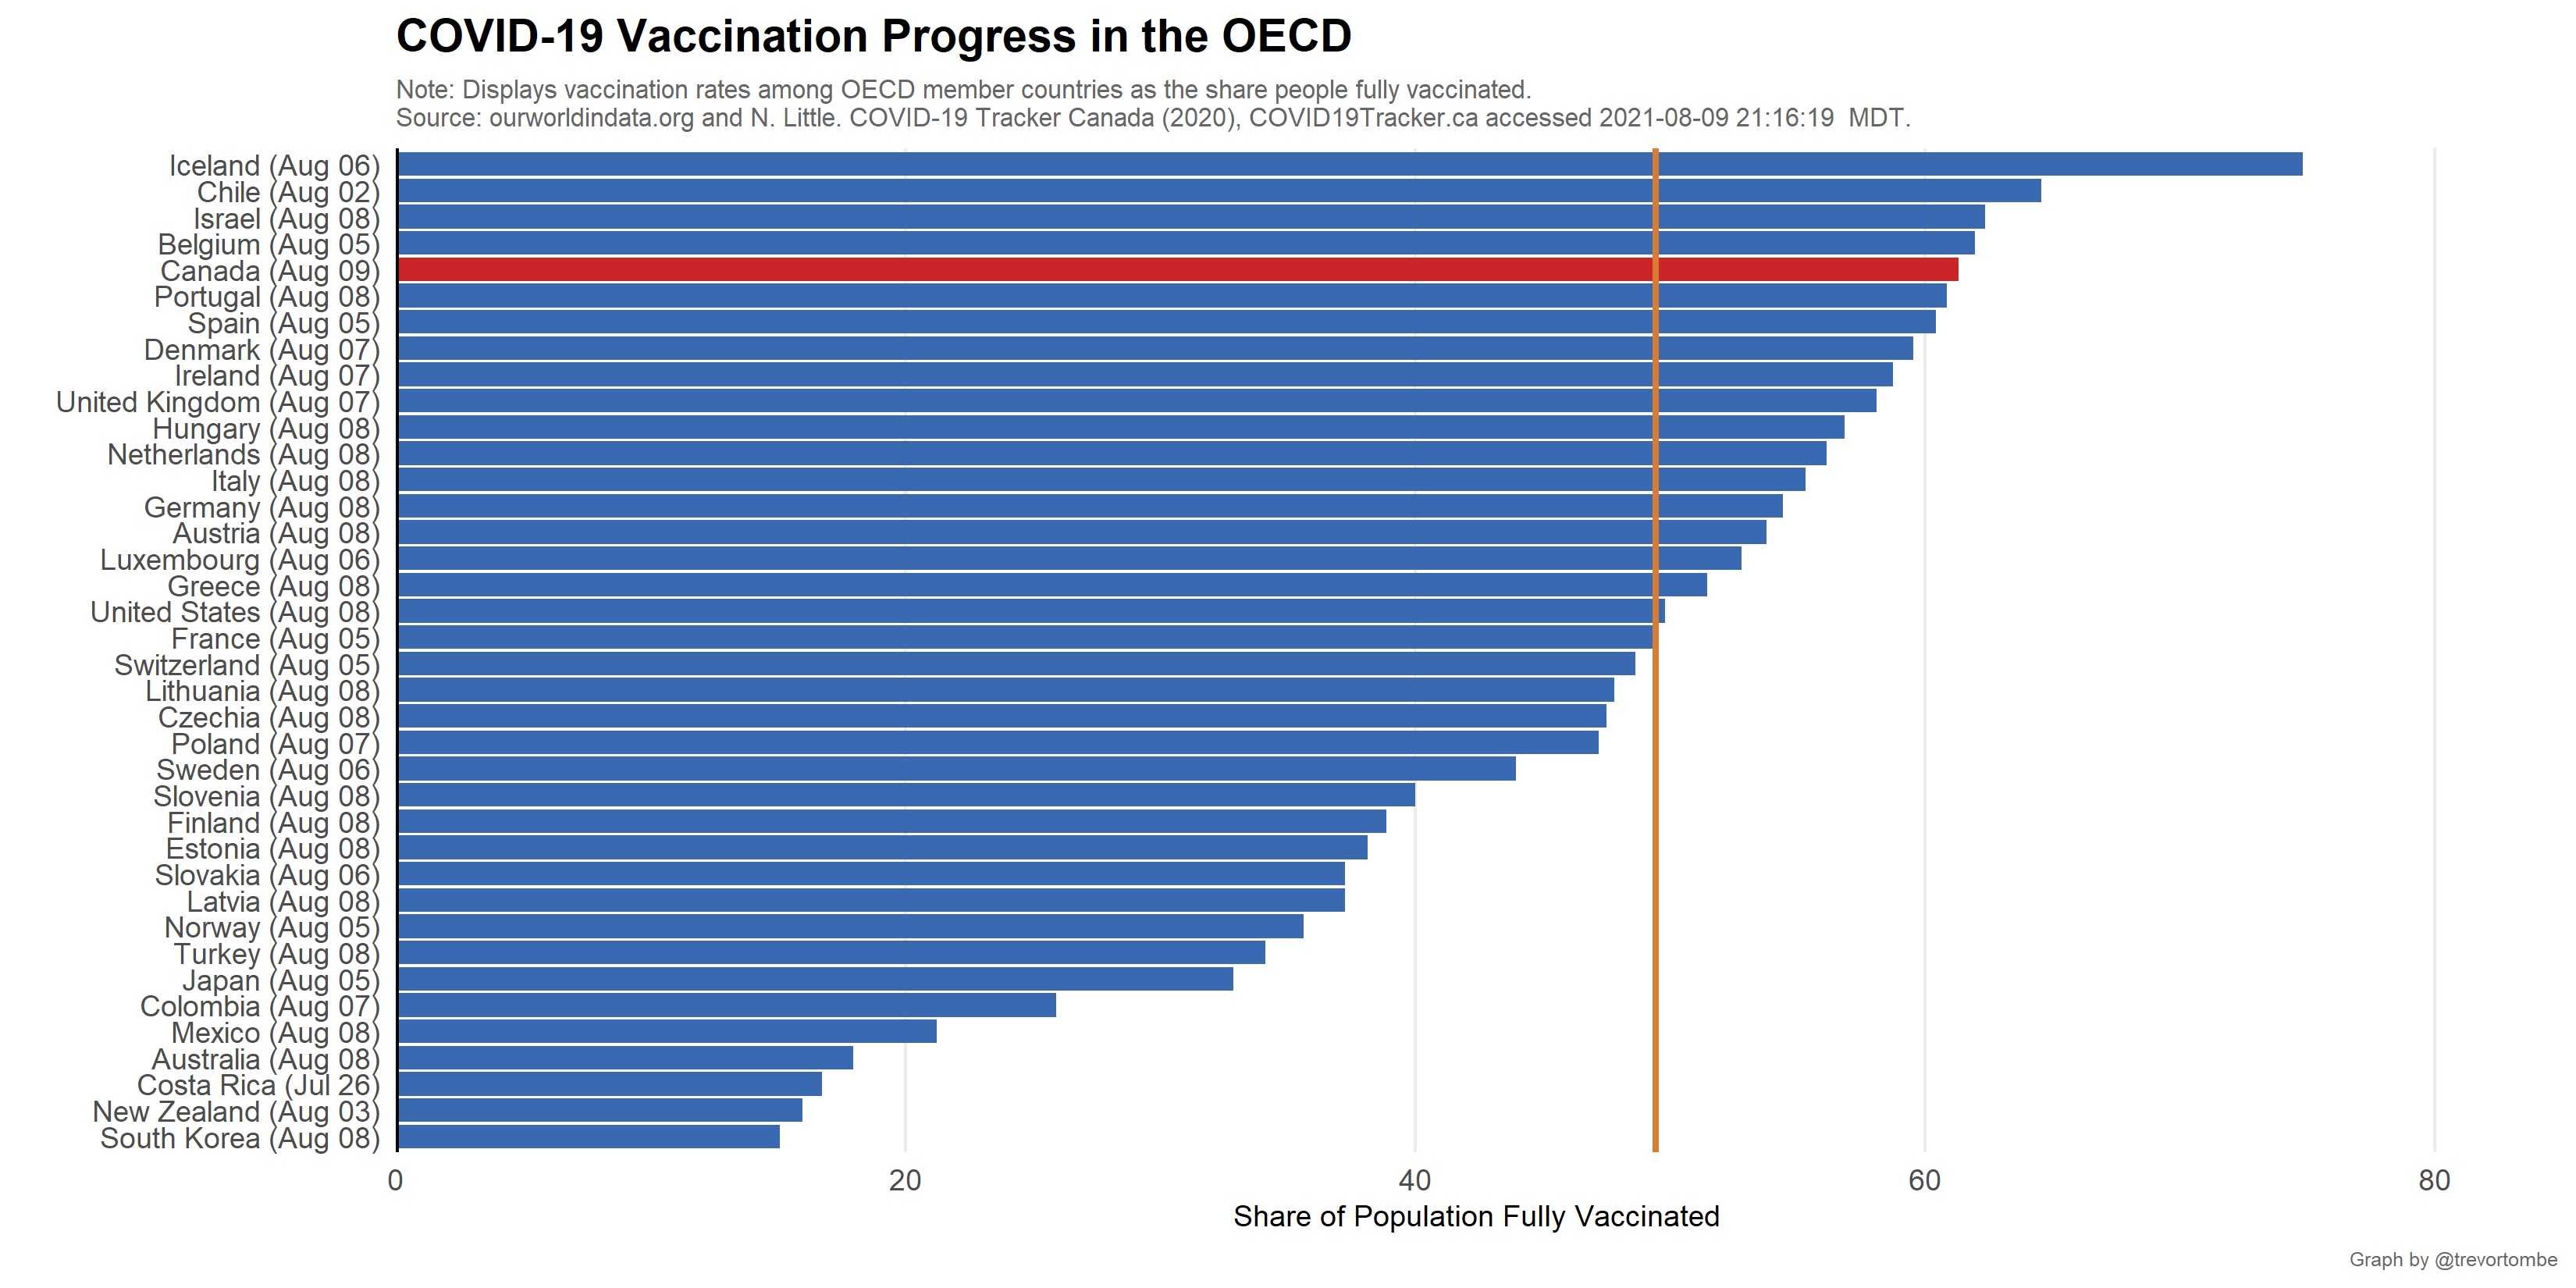 COVID-19 Vaccination Progress in the OECD
Note: Displays vaccination rates among OECD member countries as the share people fully vaccinated.
Source: ourworldindata.org and N. Little. COVID-19 Tracker Canada (2020), COVID19Tracker.ca accessed 2021-08-09 21:16:19  MDT.
Iceland (Aug 06)
Chile (Aug 02)
Israel (Aug 08)
Belgium (Aug 05)
Canada (Aug 09)
Portugal (Aug 08)
Spain (Aug 05)
Denmark (Aug 07)
Ireland (Aug 07)
United Kingdom (Aug 07)
Hungary (Aug 08)
Netherlands (Aug 08)
Italy (Aug 08)
Germany (Aug 08)
Austria (Aug 08)
Luxembourg (Aug 06)
Greece (Aug 08)
United States (Aug 08)
France (Aug 05)
Switzerland (Aug 05)
Lithuania (Aug 08)
Czechia (Aug 08)
Poland (Aug 07)
Sweden (Aug 06)
Slovenia (Aug 08)
Finland (Aug 08)
Estonia (Aug 08)
Slovakia (Aug 06)
Latvia (Aug 08)
Norway (Aug 05)
Turkey (Aug 08)
Japan (Aug 05)
Colombia (Aug 07)
Mexico (Aug 08)
Australia (Aug 08)
Costa Rica (Jul 26)
New Zealand (Aug 03)
South Korea (Aug 08)
0 20 40 60 80
Share of Population Fully Vaccinated
Graph by @trevortombe